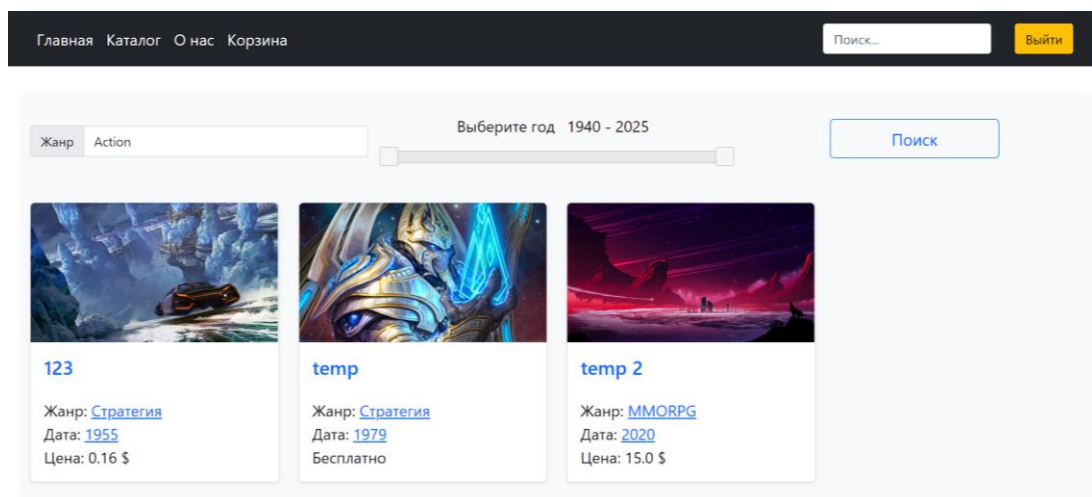 Главная Каталог О нас Корзина
Поиск...
Выйти
Жанр Action
Выберите год 1940 - 2025
Поиск
123
Жанр: Стратегия
Дата: 1955
Цена: 0.16 $
temp
Жанр: Стратегия
Дата: 1979
Бесплатно
temp 2
Жанр: MMORPG
Дата: 2020
Цена: 15.0 $